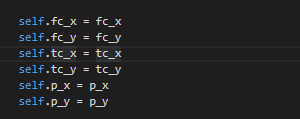 self.fc_x = fc_x
self.fc_y = fc_y
self.tc_x = tc_x
self.tc_y = tc_y
self.p_x = p_x
self.p_y = p_y